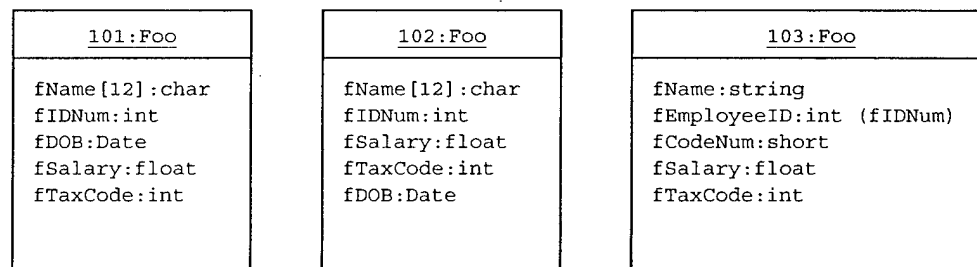 101:Foo
fName[12]:char
fIDNum:int
fDOB:Date
fSalary:float
fTaxCode:int
102:Foo
fName[12]:char
fIDNum:int
fSalary:float
fTaxCode:int
fDOB:Date
103:Foo
fName:string
fEmployeeID:int (fIDNum)
fCodeNum:short
fSalary:float
fTaxCode:int